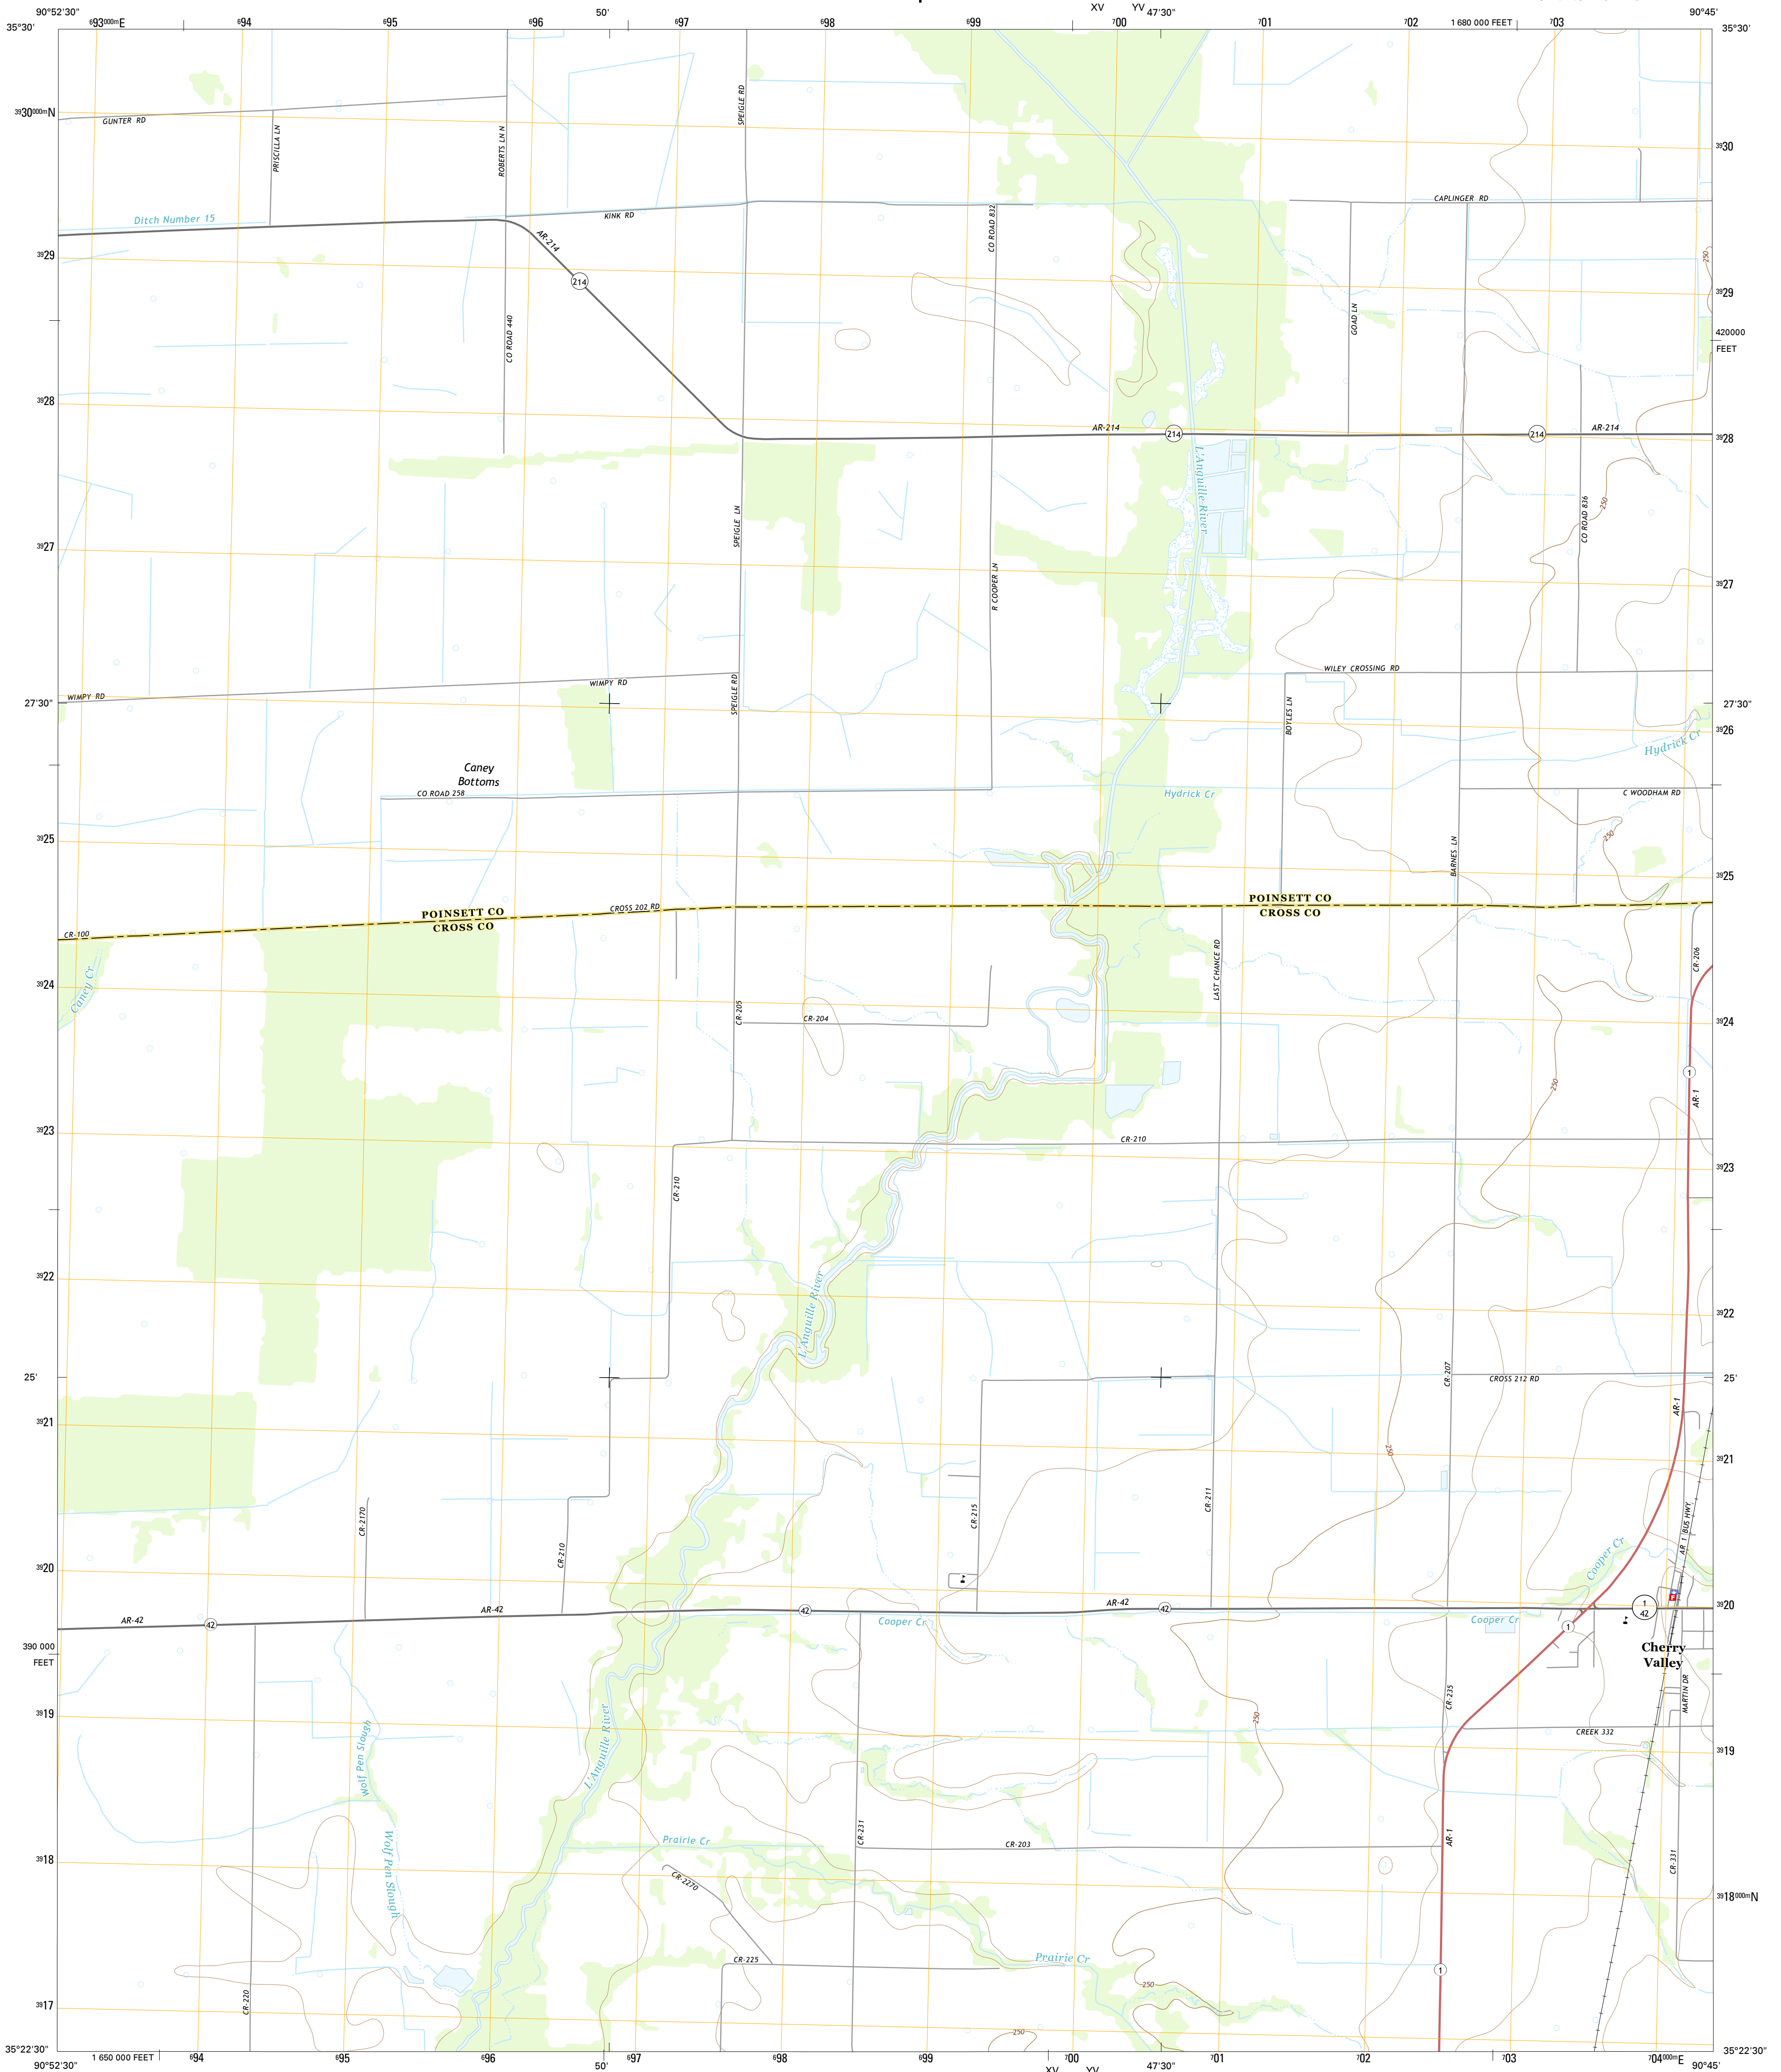 XV YV
90°52'30" 50' 47'30" 90°45'
⁶93⁰⁰⁰ᵐE ⁶94 ⁶95 ⁶96 ⁶97 ⁶98 ⁶99 ⁷00 ⁷01 ⁷02 1 680 000 FEET ⁷03
35°30' 35°30'
SPEIGLE RD
³⁹30⁰⁰⁰ᵐN
GUNTER RD
PRISCILLA LN
ROBERTS LN N
³⁹30
CAPLINGER RD
Ditch Number 15
KINK RD
CO ROAD 832
AR-214
³⁹29
250
214
³⁹29
GOAD LN
CO ROAD 440
420000
FEET
³⁹28
AR-214
214
214
AR-214
³⁹28
L'Anguille River
250
CO ROAD 836
SPEIGLE LN
³⁹27
R COOPER LN
³⁹27
WILEY CROSSING RD
WIMPY RD
WIMPY RD
SPEIGLE RD
27'30" 27'30"
BOYLES LN
³⁹26
Hydrick Cr
Caney
Bottoms
CO ROAD 258
Hydrick Cr
C WOODHAM RD
250
³⁹25
BARNES LN
³⁹25
POINSETT CO
CROSS CO
CROSS 202 RD
POINSETT CO
CROSS CO
CR-100
CR-206
Caney Cr
LAST CHANCE RD
³⁹24
CR-205
CR-204
³⁹24
1
250
AR-1
³⁹23
CR-210
³⁹23
CR-210
³⁹22
L'Anguille River
³⁹22
25' 25'
CR-207
CROSS 212 RD
AR-1
³⁹21
250
³⁹21
CR-2170
CR-215
CR-211
AR 1 BUS HWY
CR-210
Cooper Cr
³⁹20
AR-42
42
AR-42
42
AR-42
42
1
42
³⁹20
Cooper Cr
Cooper Cr
1
390 000
FEET
Cherry
Valley
CR-235
MARTIN DR
³⁹19
250
CREEK 332
Wolf Pen Slough
L'Anguille River
³⁹19
CR-231
AR-1
Prairie Cr
CR-203
³⁹18
CR-331
Wolf Pen Slough
CR-2270
³⁹18⁰⁰⁰ᵐN
CR-225
Prairie Cr
1
250
CR-220
³⁹17
250
35°22'30" 35°22'30"
1 650 000 FEET ⁶94 ⁶95 ⁶96 ⁶97 ⁶98 ⁶99 ⁷00 ⁷01 ⁷02 ⁷03 ⁷04⁰⁰⁰ᵐE
90°52'30" 50' 47'30" 90°45'
XV YV